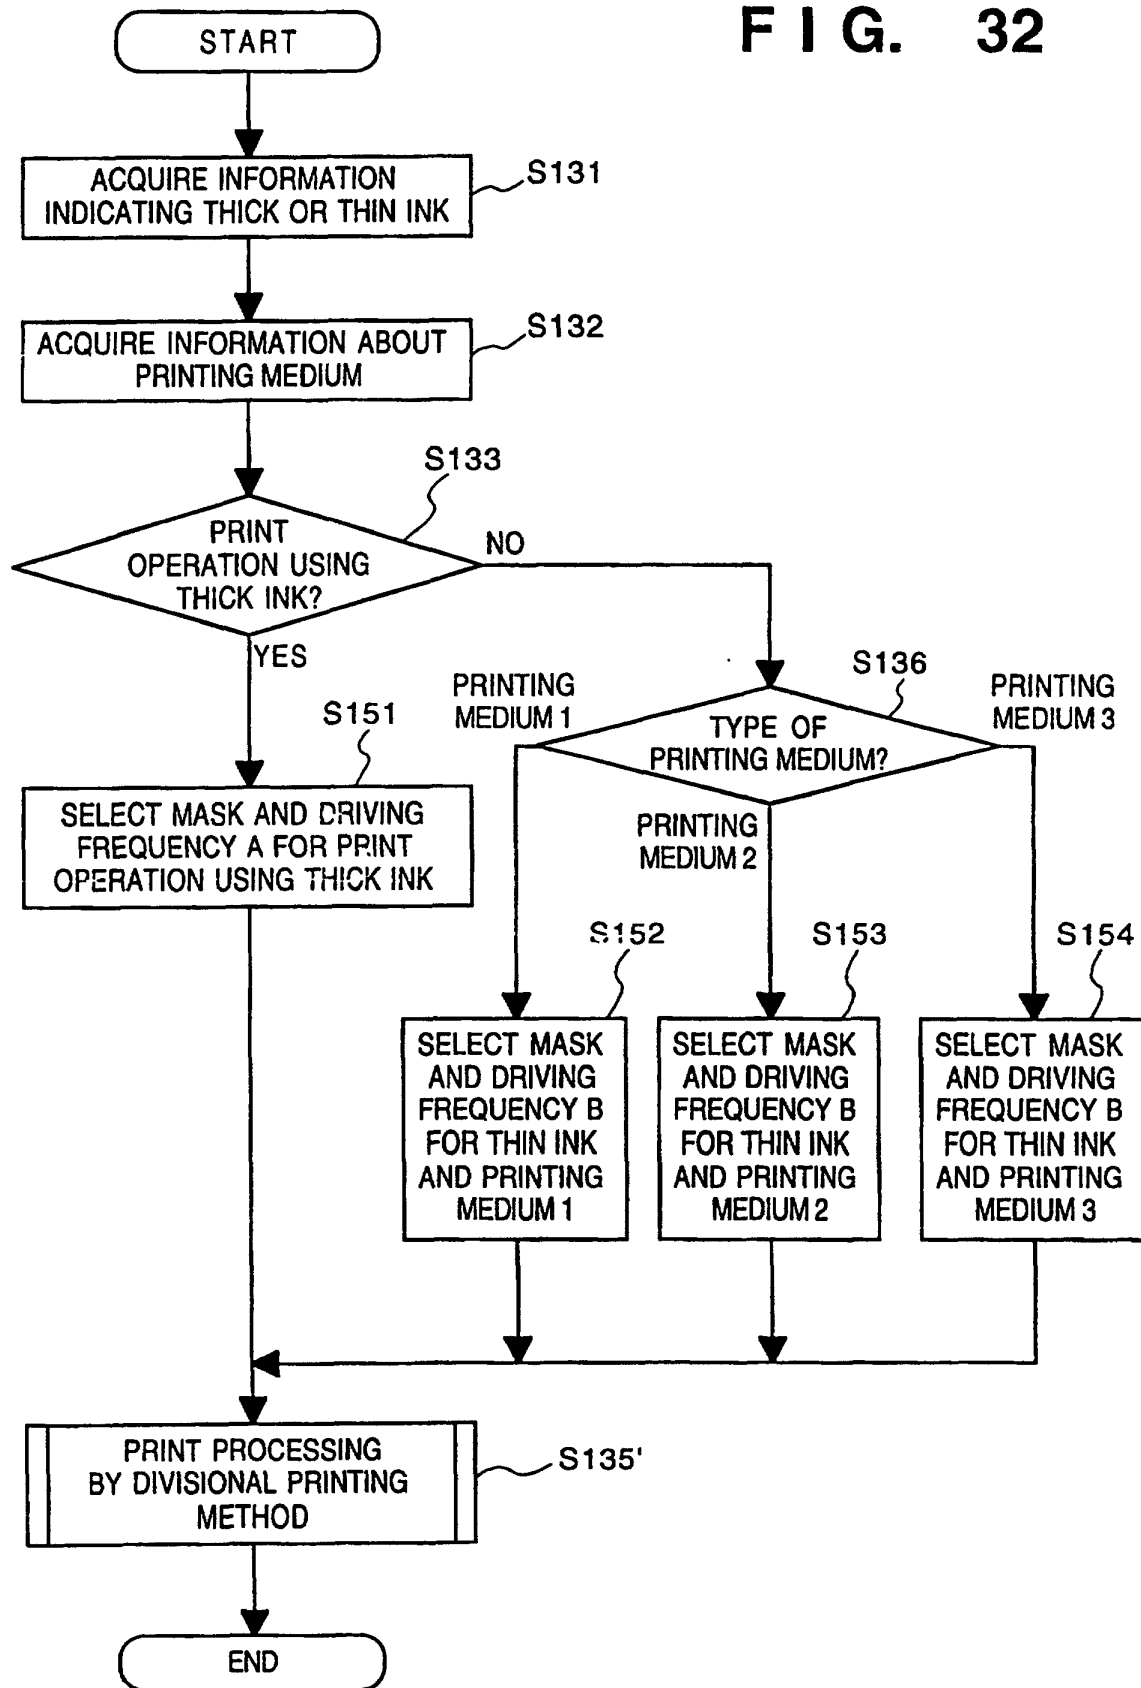 FIG. 32
START
ACQUIRE INFORMATION
INDICATING THICK OR THIN INK
S131
ACQUIRE INFORMATION ABOUT
PRINTING MEDIUM
S132
S133
PRINT
OPERATION USING
THICK INK?
NO
YES
S151
SELECT MASK AND DRIVING
FREQUENCY A FOR PRINT
OPERATION USING THICK INK
S136
TYPE OF
PRINTING MEDIUM?
PRINTING
MEDIUM 1
PRINTING
MEDIUM 2
PRINTING
MEDIUM 3
S152
SELECT MASK
AND DRIVING
FREQUENCY B
FOR THIN INK
AND PRINTING
MEDIUM 1
S153
SELECT MASK
AND DRIVING
FREQUENCY B
FOR THIN INK
AND PRINTING
MEDIUM 2
S154
SELECT MASK
AND DRIVING
FREQUENCY B
FOR THIN INK
AND PRINTING
MEDIUM 3
PRINT PROCESSING
BY DIVISIONAL PRINTING
METHOD
S135'
END